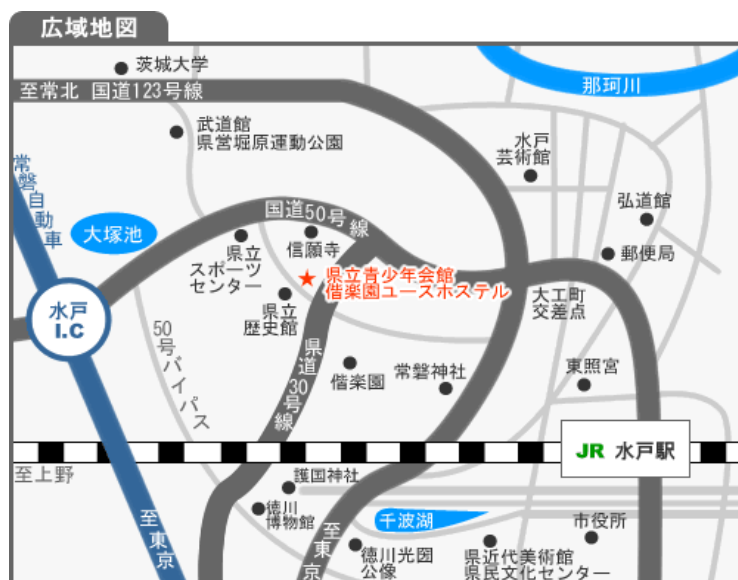 広域地図
茨城大学
至常北 国道123号線
那珂川
武道館
県営堀原運動公園
水戸
芸術館
常磐自動車
大塚池
国道50号線
弘道館
信願寺
県立
スポーツ
センター
郵便局
県立青少年会館
偕楽園ユースホステル
水戸
I.C
県立
歴史館
大工町
交差点
50号バイパス
県道30号線
偕楽園
常磐神社
東照宮
JR 水戸駅
至上野
護国神社
徳川
博物館
千波湖
市役所
至東京
至東京
徳川光圀
公像
県近代美術館
県民文化センター